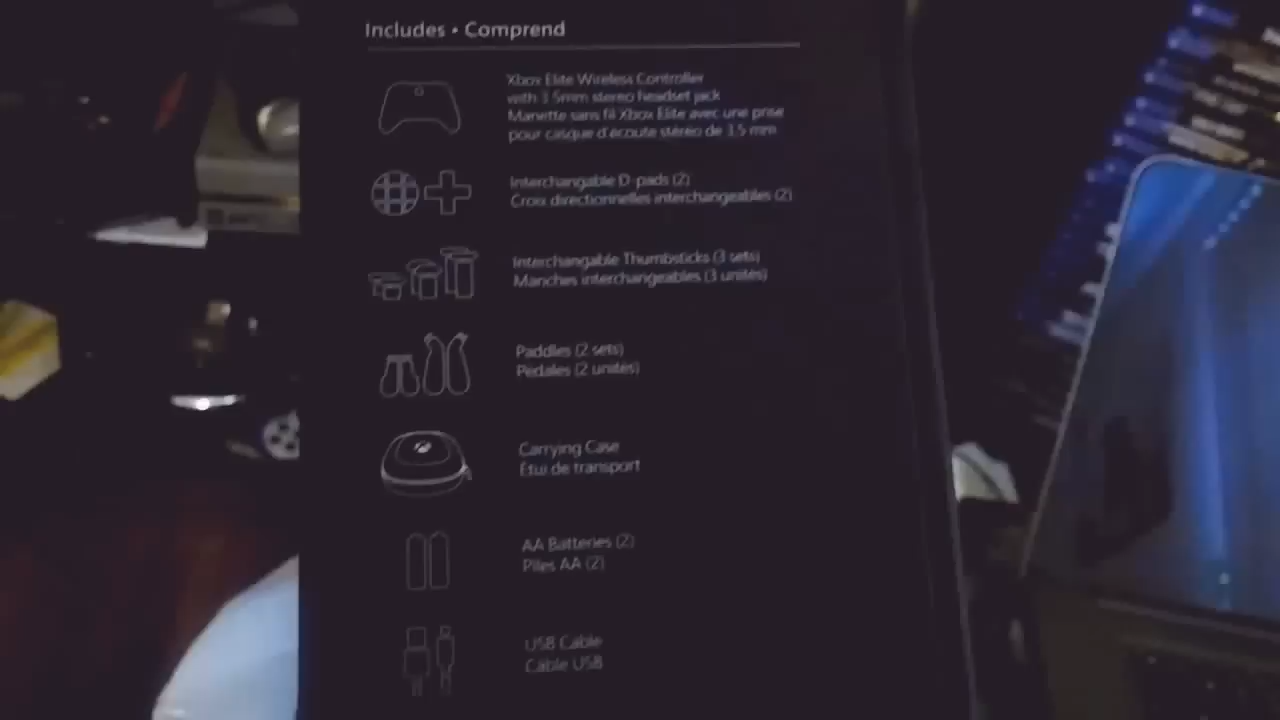 Includes • Comprend
Xbox Elite Wireless Controller
with 3.5mm stereo headset jack
Manette sans fil Xbox Elite avec une prise
pour casque d'écoute stéréo de 3.5 mm
Interchangable D-pads (2)
Croix directionnelles interchangeables (2)
Interchangable Thumbsticks (3 sets)
Manches interchangeables (3 unités)
Paddles (2 sets)
Pédales (2 unités)
Carrying Case
Étui de transport
AA Batteries (2)
Piles AA (2)
USB Cable
Câble USB